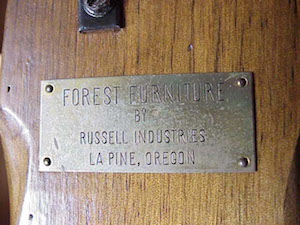 FOREST FURNITURE
BY
RUSSELL INDUSTRIES
LA PINE, OREGON